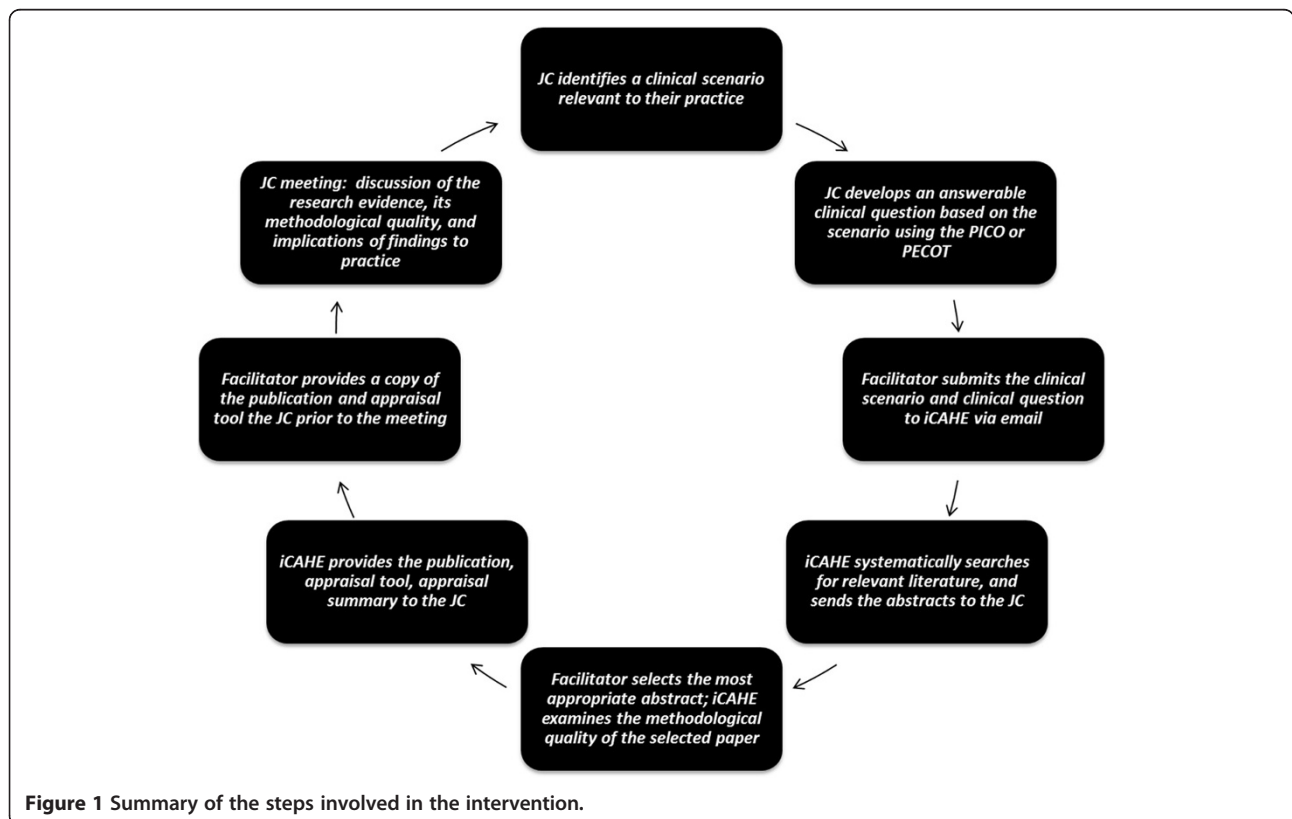 JC identifies a clinical scenario
relevant to their practice
JC develops an answerable
clinical question based on the
scenario using the PICO or
PECOT
Facilitator submits the clinical
scenario and clinical question
to iCAHE via email
iCAHE systematically searches
for relevant literature, and
sends the abstracts to the JC
Facilitator selects the most
appropriate abstract; iCAHE
examines the methodological
quality of the selected paper
iCAHE provides the publication,
appraisal tool, appraisal
summary to the JC
Facilitator provides a copy of
the publication and appraisal
tool the JC prior to the meeting
JC meeting: discussion of the
research evidence, its
methodological quality, and
implications of findings to
practice
Figure 1 Summary of the steps involved in the intervention.